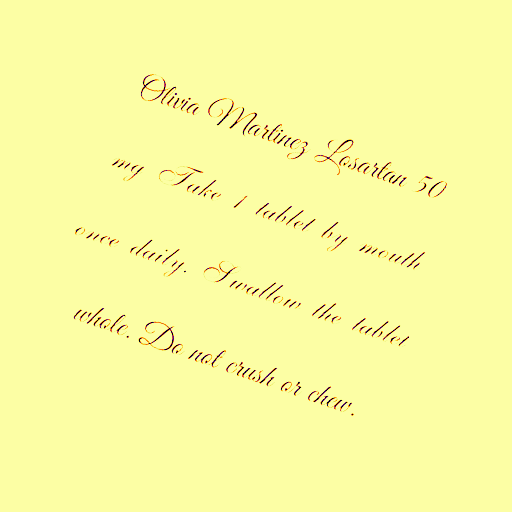 Olivia Martinez Losartan 50
mg Take 1 tablet by mouth
once daily. Swallow the tablet
whole. Do not crush or chew.